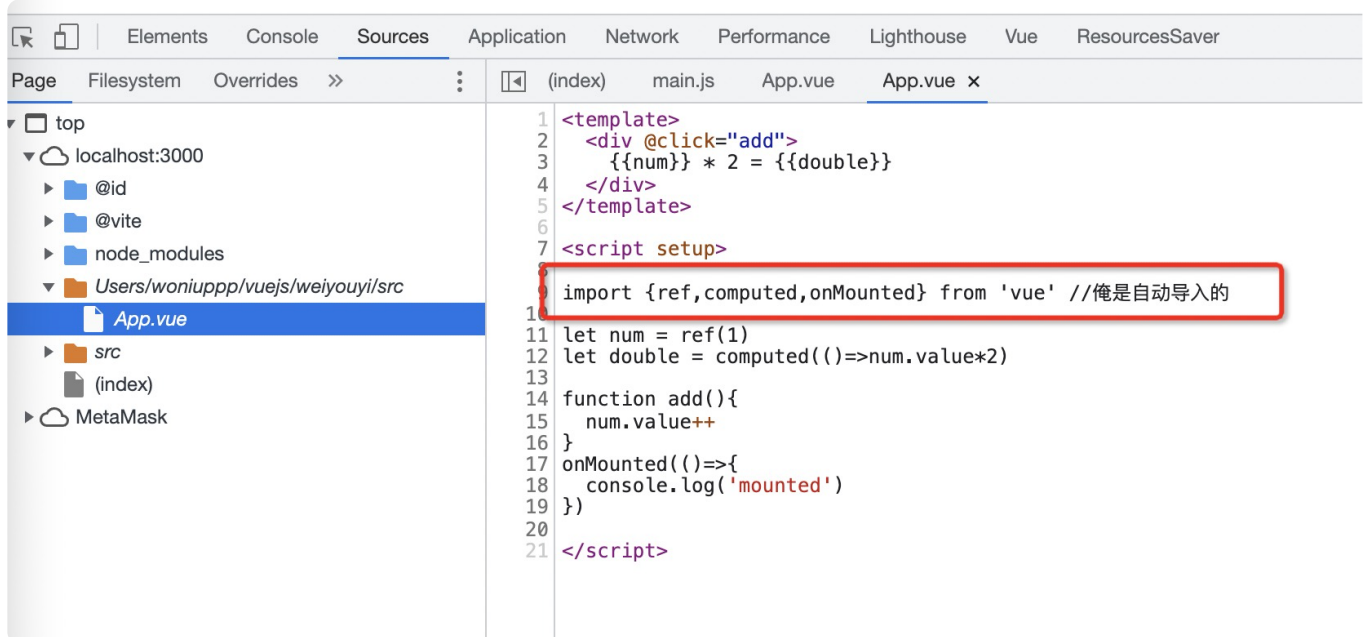 Elements Console Sources Application Network Performance Lighthouse Vue ResourcesSaver
Page Filesystem Overrides »
(index) main.js App.vue App.vue ×
top
localhost:3000
@id
@vite
node_modules
Users/woniuppp/vuejs/weiyouyi/src
App.vue
src
(index)
MetaMask
1 <template>
2 <div @click="add">
3 {{num}} * 2 = {{double}}
4 </div>
5 </template>
6
7 <script setup>
8
9 import {ref,computed,onMounted} from 'vue' //俺是自动导入的
10
11 let num = ref(1)
12 let double = computed(()=>num.value*2)
13
14 function add(){
15 num.value++
16 }
17 onMounted(()=>{
18 console.log('mounted')
19 })
20
21 </script>